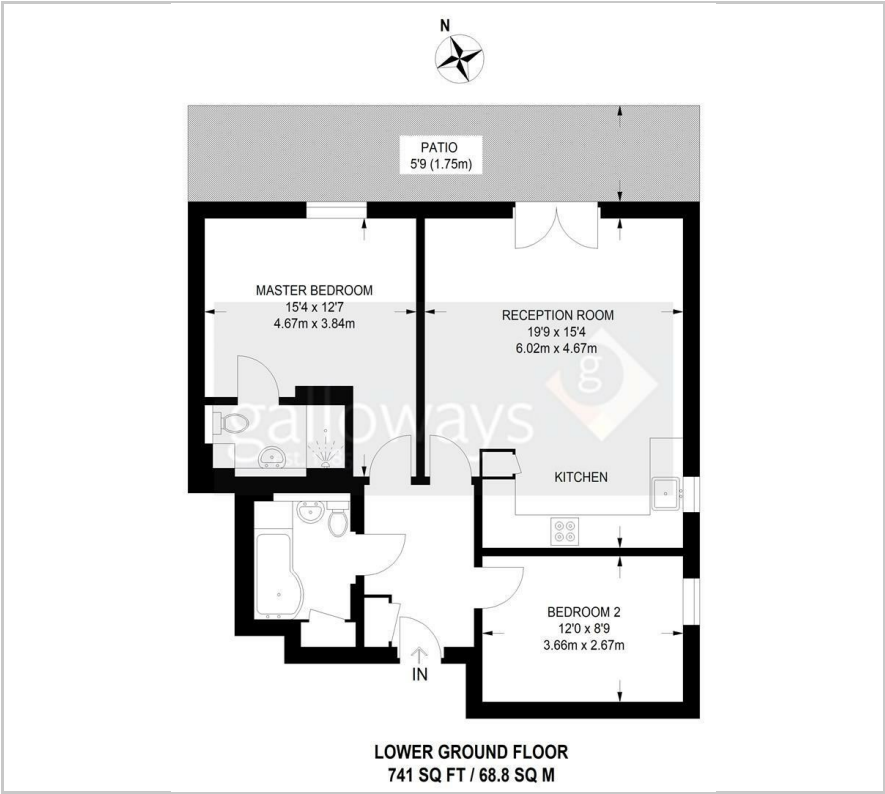 N
PATIO
5'9 (1.75m)
MASTER BEDROOM
15'4 x 12'7
4.67m x 3.84m
RECEPTION ROOM
19'9 x 15'4
6.02m x 4.67m
g
galloways
KITCHEN
BEDROOM 2
12'0 x 8'9
3.66m x 2.67m
IN
LOWER GROUND FLOOR
741 SQ FT / 68.8 SQ M